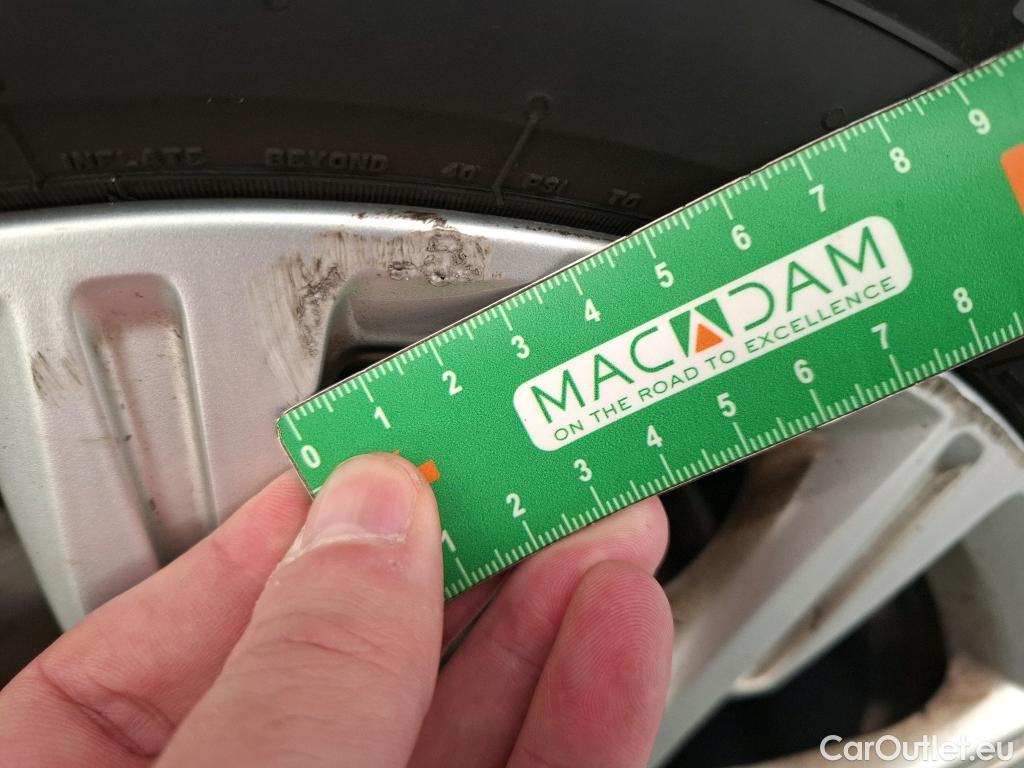 INFLATE BEYOND 40 PSI TO
0 1 2 3 4 5 6 7 8 9
MACADAM
ON THE ROAD TO EXCELLENCE
1 2 3 4 5 6 7 8
CarOutlet.eu